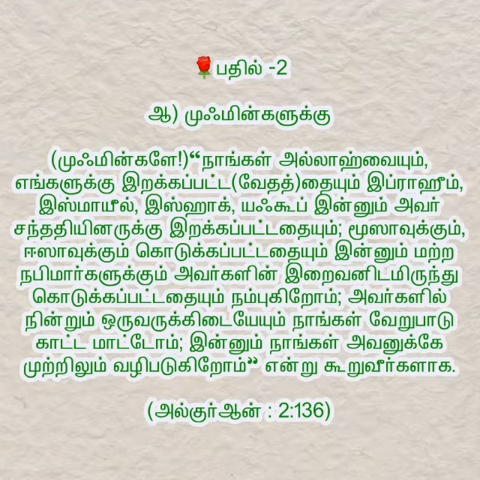 🌹பதில் -2
ஆ) முஃமின்களுக்கு
(முஃமின்களே!)“நாங்கள் அல்லாஹ்வையும்,
எங்களுக்கு இறக்கப்பட்ட(வேதத்)தையும் இப்ராஹீம்,
இஸ்மாயீல், இஸ்ஹாக், யஃகூப் இன்னும் அவர்
சந்ததியினருக்கு இறக்கப்பட்டதையும்; மூஸாவுக்கும்,
ஈஸாவுக்கும் கொடுக்கப்பட்டதையும் இன்னும் மற்ற
நபிமார்களுக்கும் அவர்களின் இறைவனிடமிருந்து
கொடுக்கப்பட்டதையும் நம்புகிறோம்; அவர்களில்
நின்றும் ஒருவருக்கிடையேயும் நாங்கள் வேறுபாடு
காட்ட மாட்டோம்; இன்னும் நாங்கள் அவனுக்கே
முற்றிலும் வழிபடுகிறோம்” என்று கூறுவீர்களாக.
(அல்குர்ஆன் : 2:136)